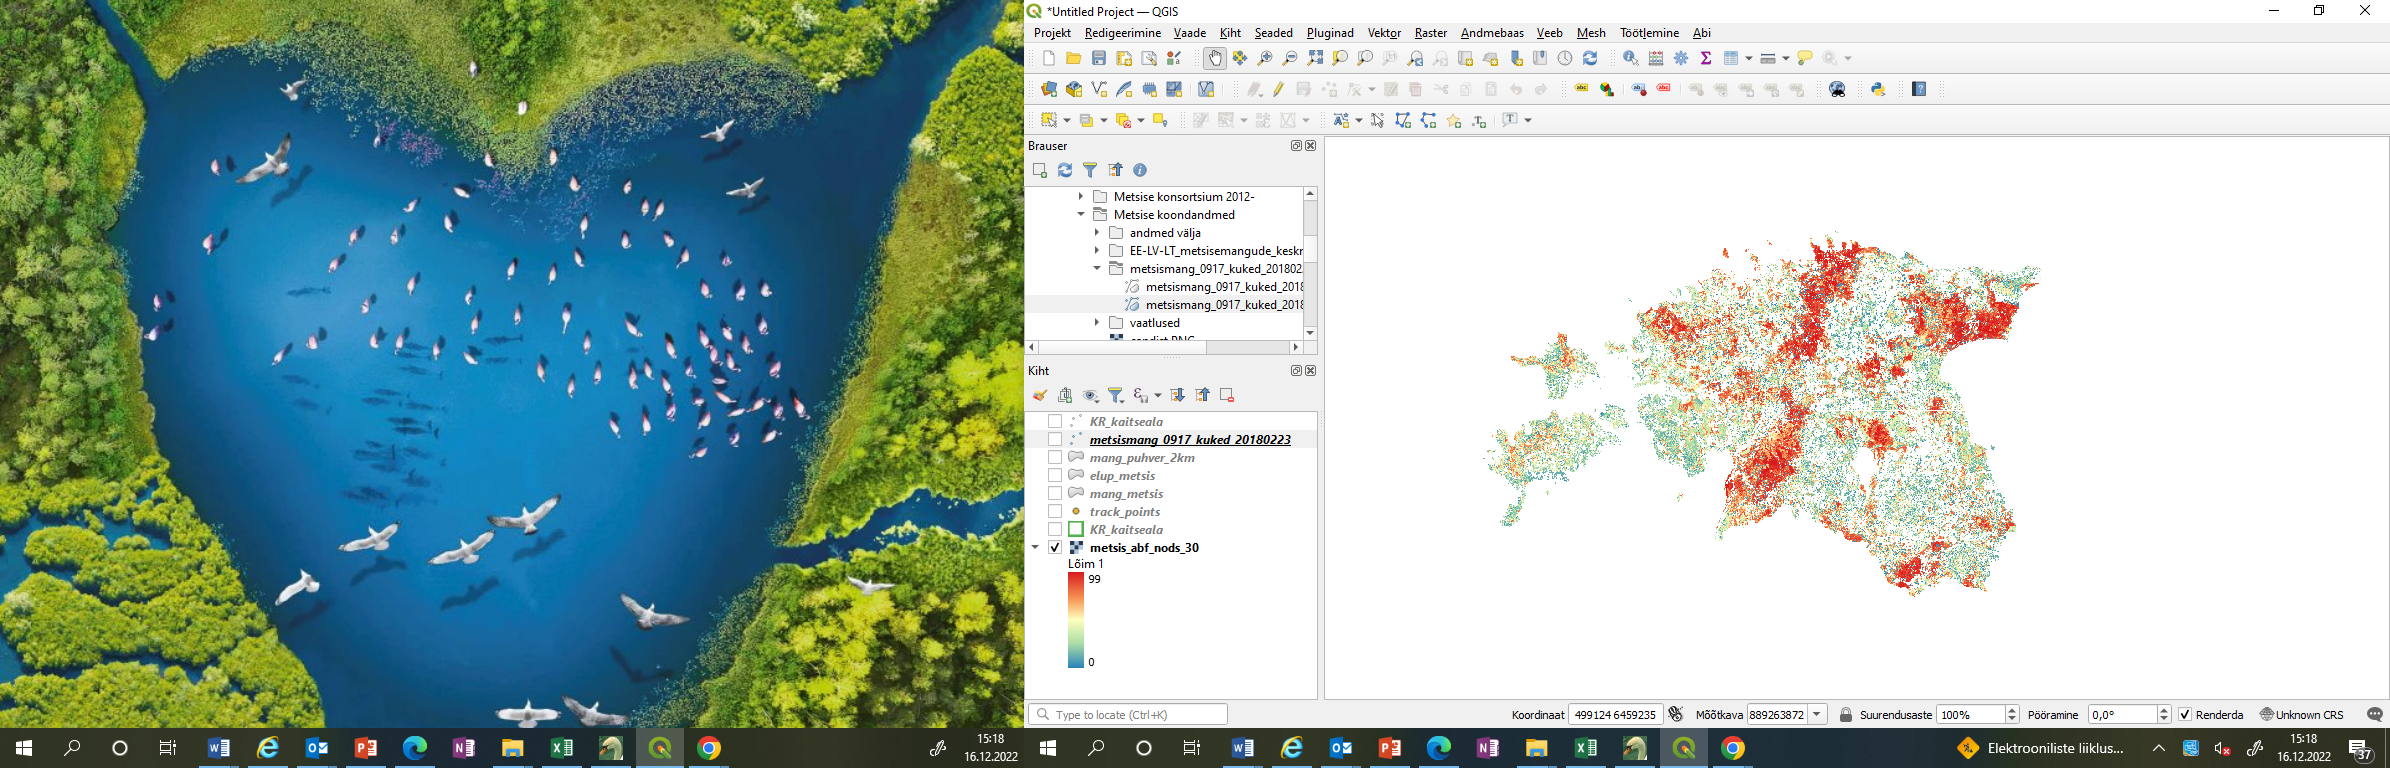 *Untitled Project — QGIS
Projekt Redigeerimine Vaade Kiht Seaded Pluginad Vektor Raster Andmebaas Veeb Mesh Töötlemine Abi
Brauser
Metsise konsortsium 2012-
Metsise koondandmed
andmed välja
EE-LV-LT_metsisemangude_keskr
metsismang_0917_kuked_201802
metsismang_0917_kuked_2018
metsismang_0917_kuked_2018
vaatlused
Kiht
KR_kaitseala
metsismang_0917_kuked_20180223
mang_puhver_2km
elup_metsis
mang_metsis
track_points
KR_kaitseala
metsis_abf_nods_30
Lõim 1
99
0
Type to locate (Ctrl+K)
Koordinaat 499124 6459235 Mõõtkava 889263872 Suurendusaste 100% Pööramine 0,0° Renderda Unknown CRS
15:18
16.12.2022
Elektrooniliste liiklus...
15:18
16.12.2022
37